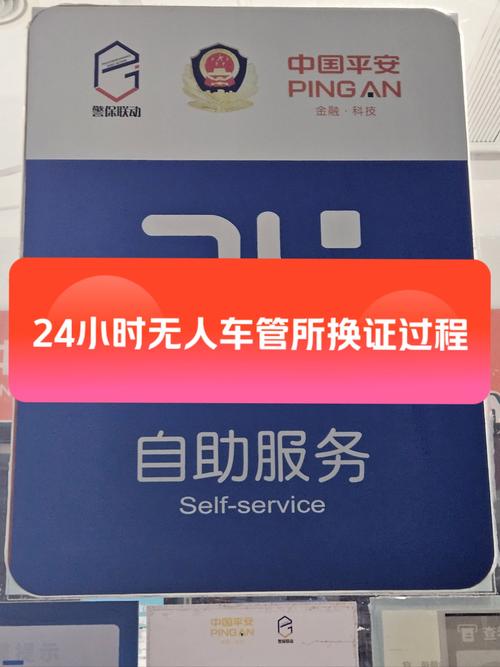 警保联动
中国平安
PING AN
金融·科技
24小时无人车管所换证过程
自助服务
Self-service
中国平安
PING AN
警保联动
提示